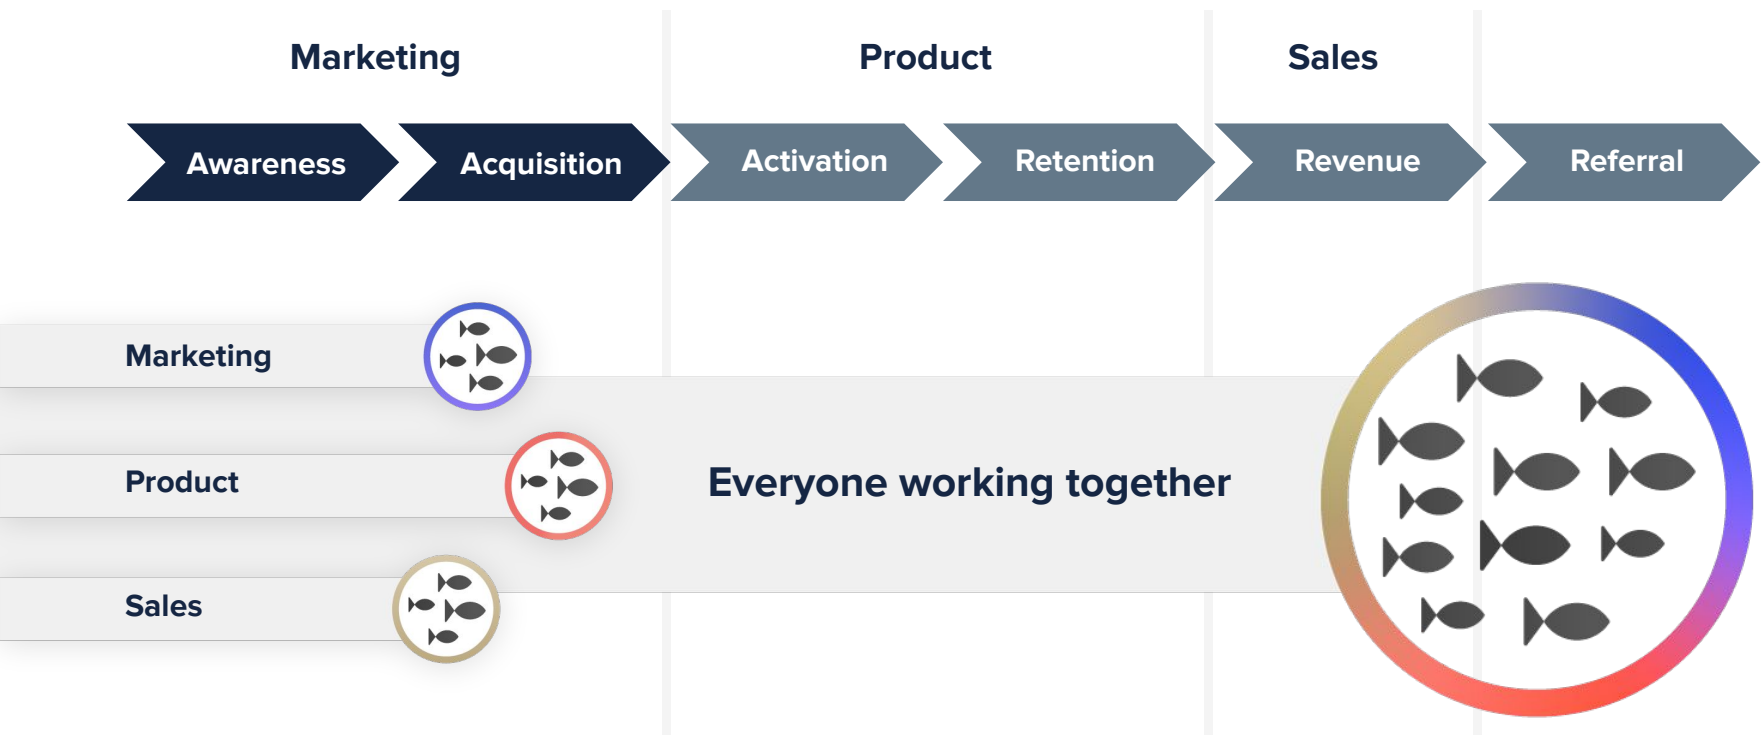 Marketing
Product
Sales
Awareness
Acquisition
Activation
Retention
Revenue
Referral
Marketing
Product
Everyone working together
Sales